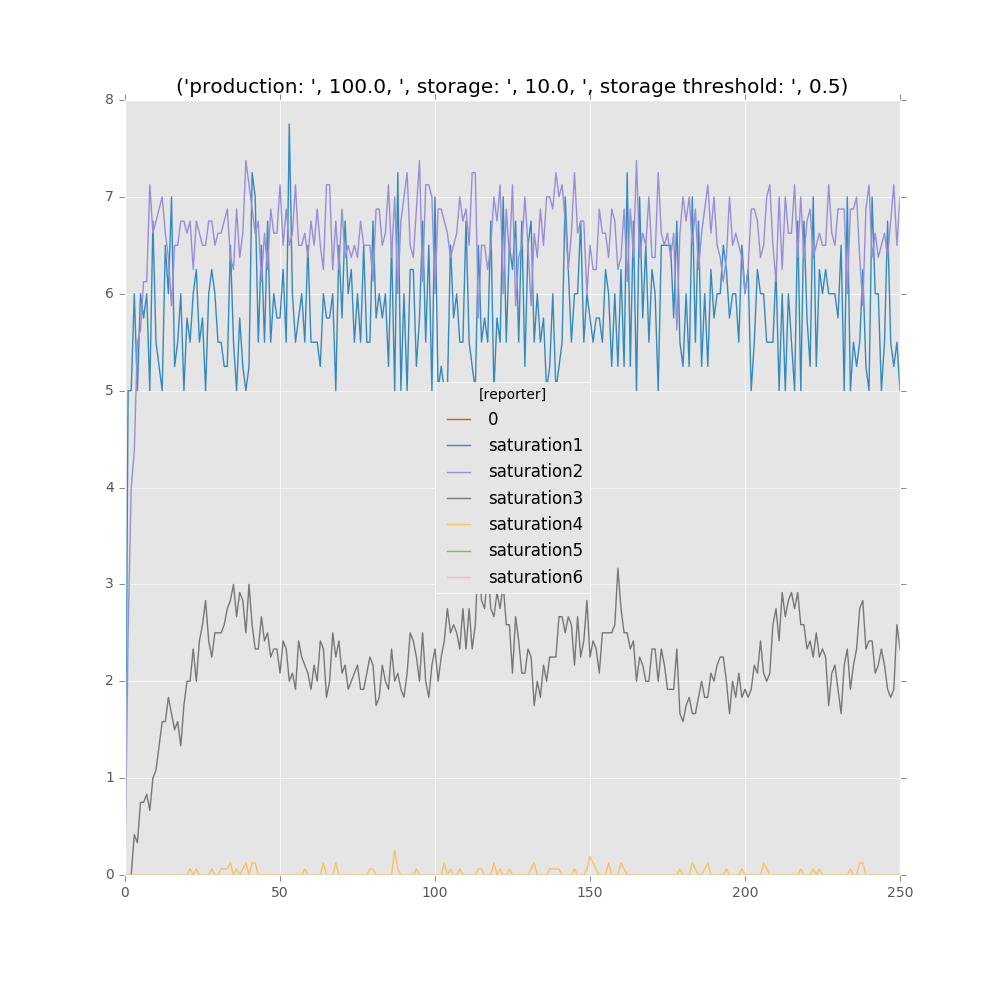 ('production: ', 100.0, ', storage: ', 10.0, ', storage threshold: ', 0.5)
8
7
6
5
4
3
2
1
0
[reporter]
0
saturation1
saturation2
saturation3
saturation4
saturation5
saturation6
0 50 100 150 200 250